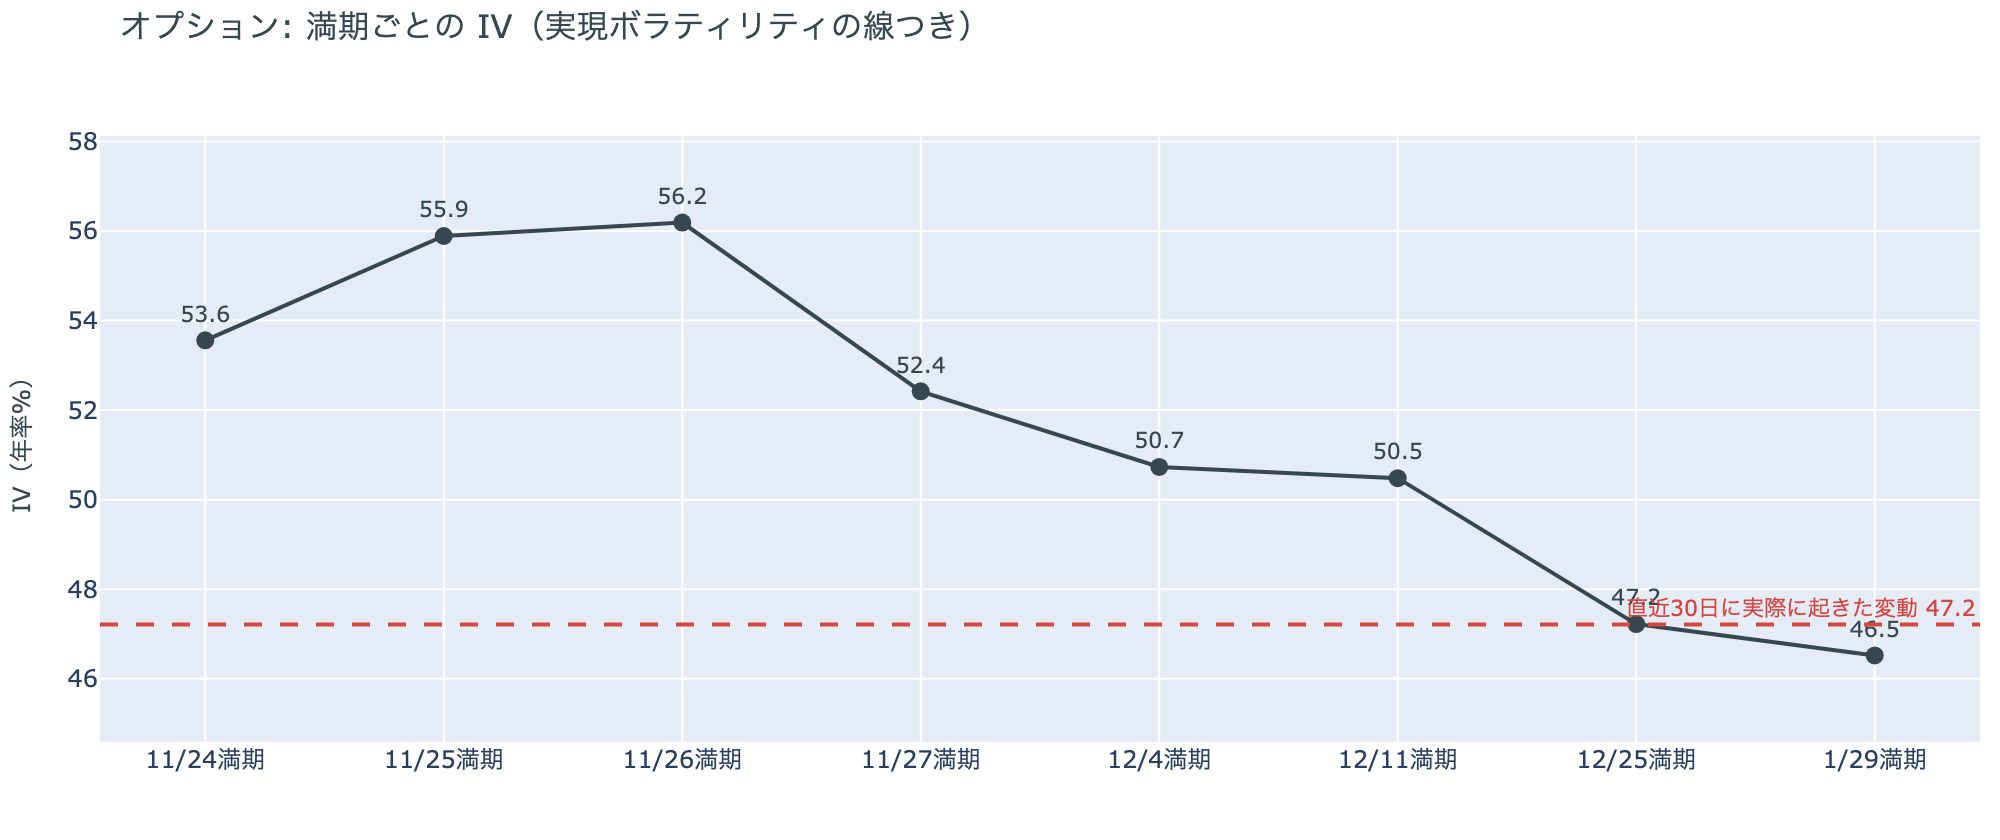 オプション: 満期ごとの IV（実現ボラティリティの線つき）
IV（年率%）
58
56
54
52
50
48
46
53.6
55.9
56.2
52.4
50.7
50.5
47.2
46.5
直近30日に実際に起きた変動 47.2
11/24満期
11/25満期
11/26満期
11/27満期
12/4満期
12/11満期
12/25満期
1/29満期